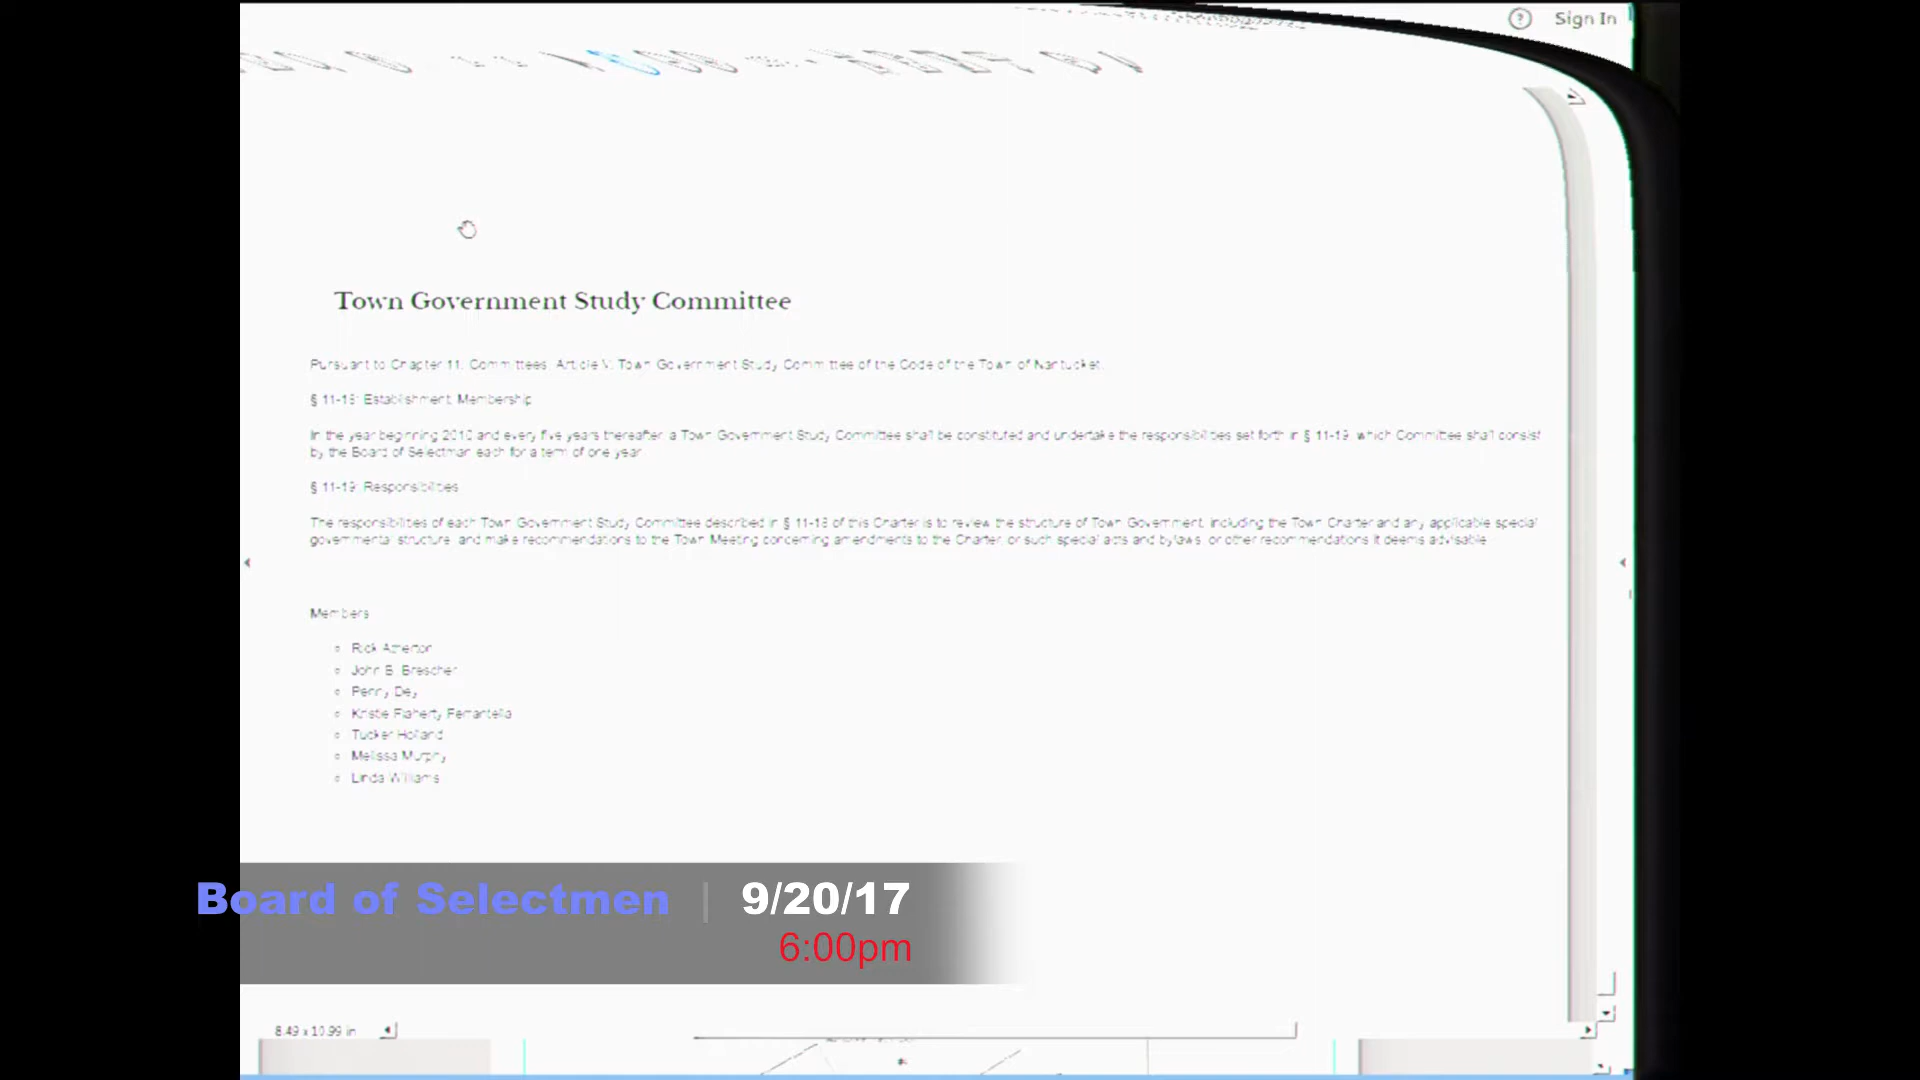 Sign In
Town Government Study Committee
Pursuant to Chapter 11: Committees, Article V: Town Government Study Committee of the Code of the Town of Nantucket.
§ 11-18: Establishment; Membership
In the year beginning 2010 and every five years thereafter, a Town Government Study Committee shall be constituted and undertake the responsibilities set forth in § 11-19, which Committee shall consist
by the Board of Selectman each for a term of one year.
§ 11-19: Responsibilities
The responsibilities of each Town Government Study Committee described in § 11-18 of this Charter is to review the structure of Town Government, including the Town Charter and any applicable special
governmental structure, and make recommendations to the Town Meeting concerning amendments to the Charter, or such special acts and bylaws, or other recommendations it deems advisable.
Members
Rick Atherton
John B. Brescher
Penny Dey
Kristie Flaherty Ferrantella
Tucker Holland
Melissa Murphy
Linda Williams
Board of Selectmen | 9/20/17
6:00pm
8.49 x 10.99 in